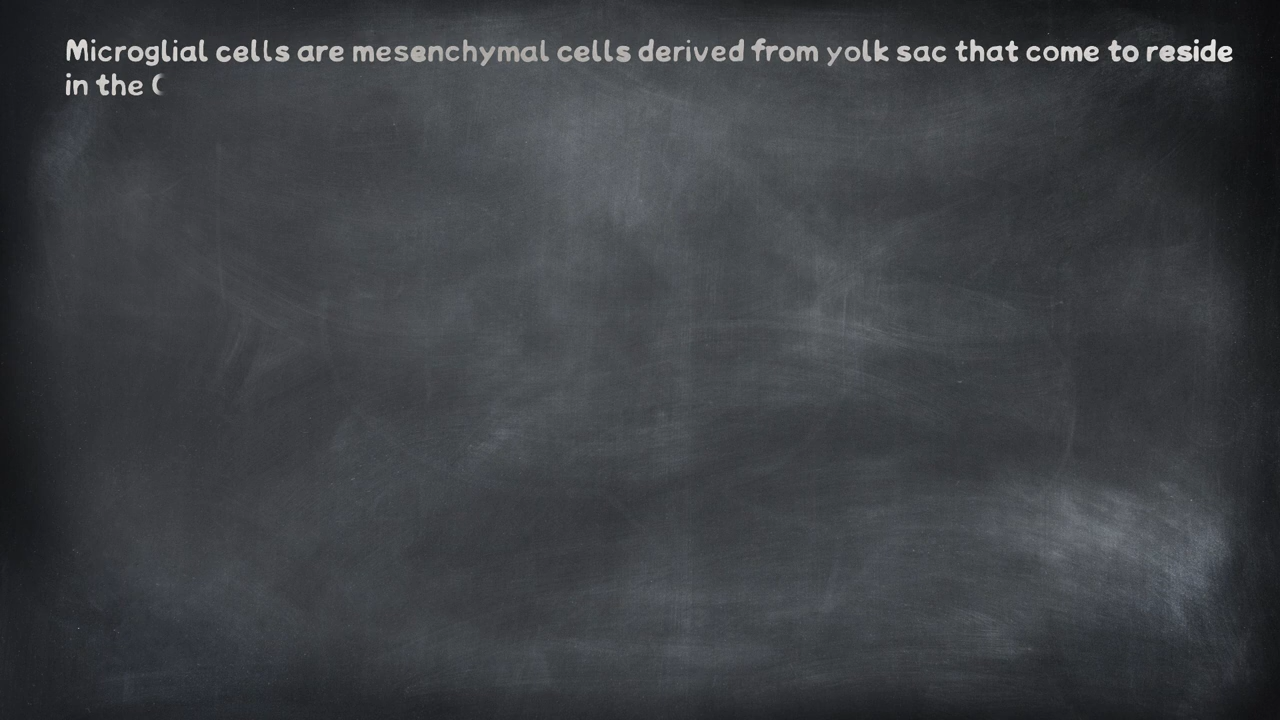 Microglial cells are mesenchymal cells derived from yolk sac that come to reside
in the